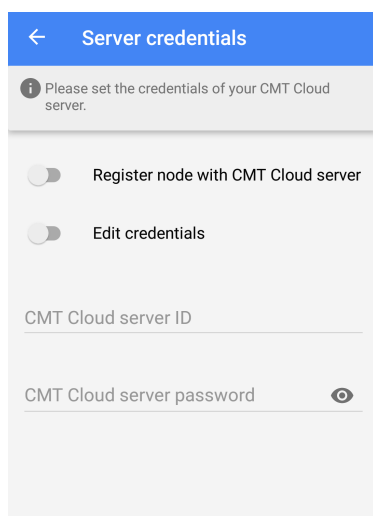 Server credentials
Please set the credentials of your CMT Cloud
server.
Register node with CMT Cloud server
Edit credentials
CMT Cloud server ID
CMT Cloud server password